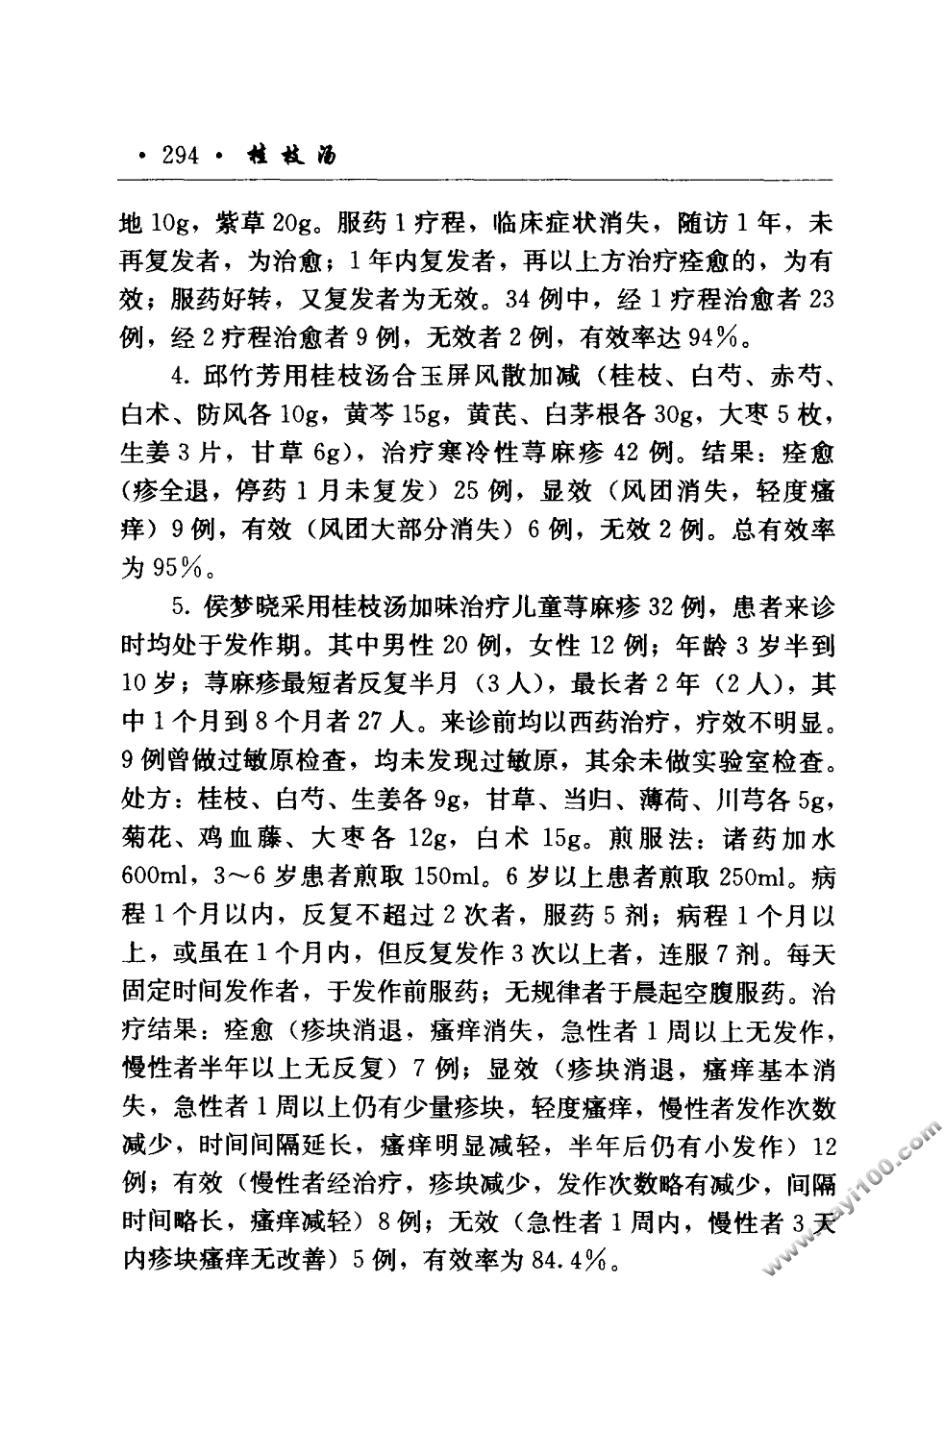 · 294 · 桂枝汤
地 10g，紫草 20g。服药 1 疗程，临床症状消失，随访 1 年，未
再复发者，为治愈；1 年内复发者，再以上方治疗痊愈的，为有
效；服药好转，又复发者为无效。34 例中，经 1 疗程治愈者 23
例，经 2 疗程治愈者 9 例，无效者 2 例，有效率达 94%。
4. 邱竹芳用桂枝汤合玉屏风散加减（桂枝、白芍、赤芍、
白术、防风各 10g，黄芩 15g，黄芪、白茅根各 30g，大枣 5 枚，
生姜 3 片，甘草 6g），治疗寒冷性荨麻疹 42 例。结果：痊愈
（疹全退，停药 1 月未复发）25 例，显效（风团消失，轻度瘙
痒）9 例，有效（风团大部分消失）6 例，无效 2 例。总有效率
为 95%。
5. 侯梦晓采用桂枝汤加味治疗儿童荨麻疹 32 例，患者来诊
时均处于发作期。其中男性 20 例，女性 12 例；年龄 3 岁半到
10 岁；荨麻疹最短者反复半月（3 人），最长者 2 年（2 人），其
中 1 个月到 8 个月者 27 人。来诊前均以西药治疗，疗效不明显。
9 例曾做过敏原检查，均未发现过敏原，其余未做实验室检查。
处方：桂枝、白芍、生姜各 9g，甘草、当归、薄荷、川芎各 5g，
菊花、鸡血藤、大枣各 12g，白术 15g。煎服法：诸药加水
600ml，3～6 岁患者煎取 150ml。6 岁以上患者煎取 250ml。病
程 1 个月以内，反复不超过 2 次者，服药 5 剂；病程 1 个月以
上，或虽在 1 个月内，但反复发作 3 次以上者，连服 7 剂。每天
固定时间发作者，于发作前服药；无规律者于晨起空腹服药。治
疗结果：痊愈（疹块消退，瘙痒消失，急性者 1 周以上无发作，
慢性者半年以上无反复）7 例；显效（疹块消退，瘙痒基本消
失，急性者 1 周以上仍有少量疹块，轻度瘙痒，慢性者发作次数
减少，时间间隔延长，瘙痒明显减轻，半年后仍有小发作）12
例；有效（慢性者经治疗，疹块减少，发作次数略有减少，间隔
时间略长，瘙痒减轻）8 例；无效（急性者 1 周内，慢性者 3 天
内疹块瘙痒无改善）5 例，有效率为 84.4%。